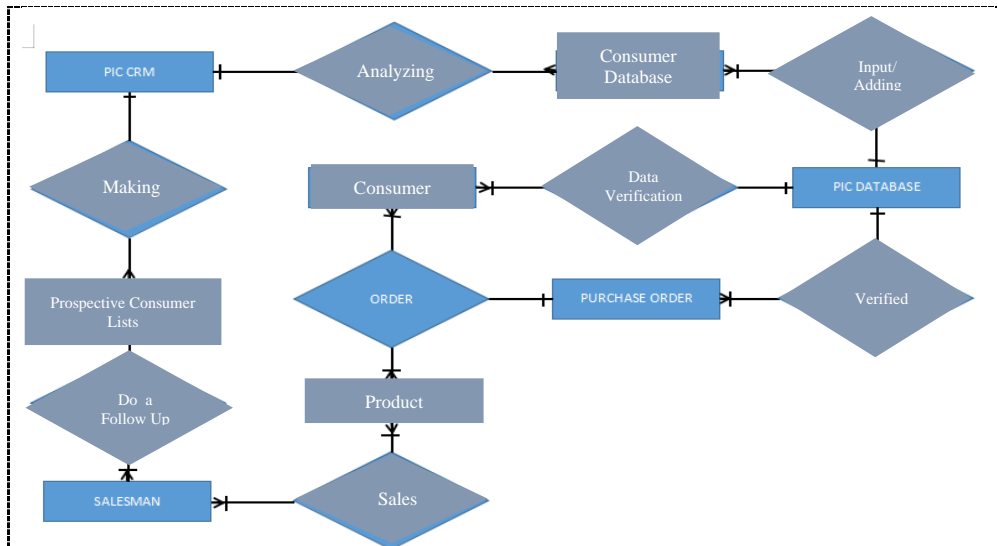 PIC CRM
Analyzing
Consumer
Database
Input/
Adding
Making
Consumer
Data
Verification
PIC DATABASE
Prospective Consumer
Lists
ORDER
PURCHASE ORDER
Verified
Do a
Follow Up
Product
SALESMAN
Sales